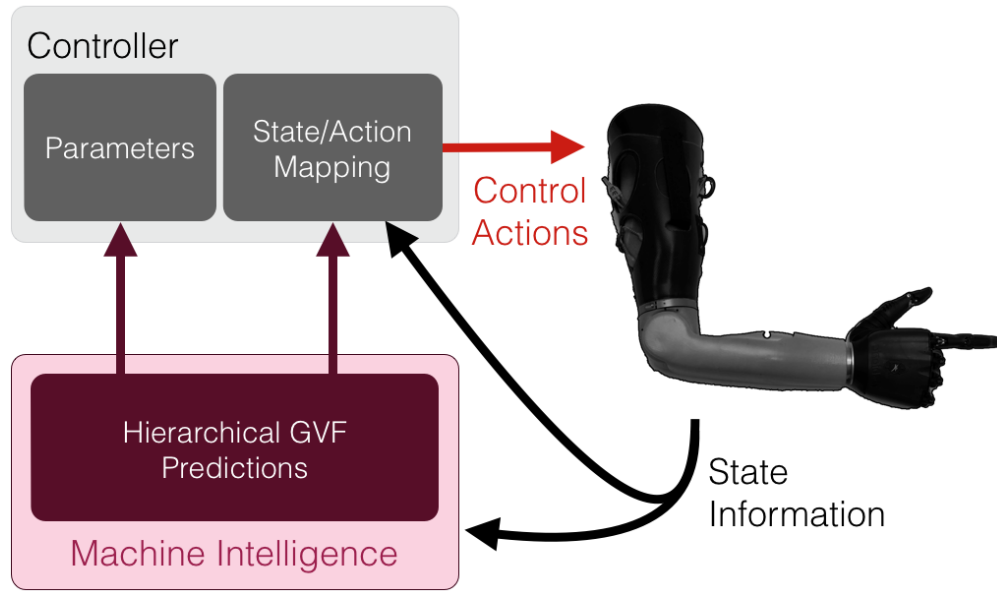 Controller
Parameters
State/Action
Mapping
Control
Actions
Hierarchical GVF
Predictions
Machine Intelligence
State
Information